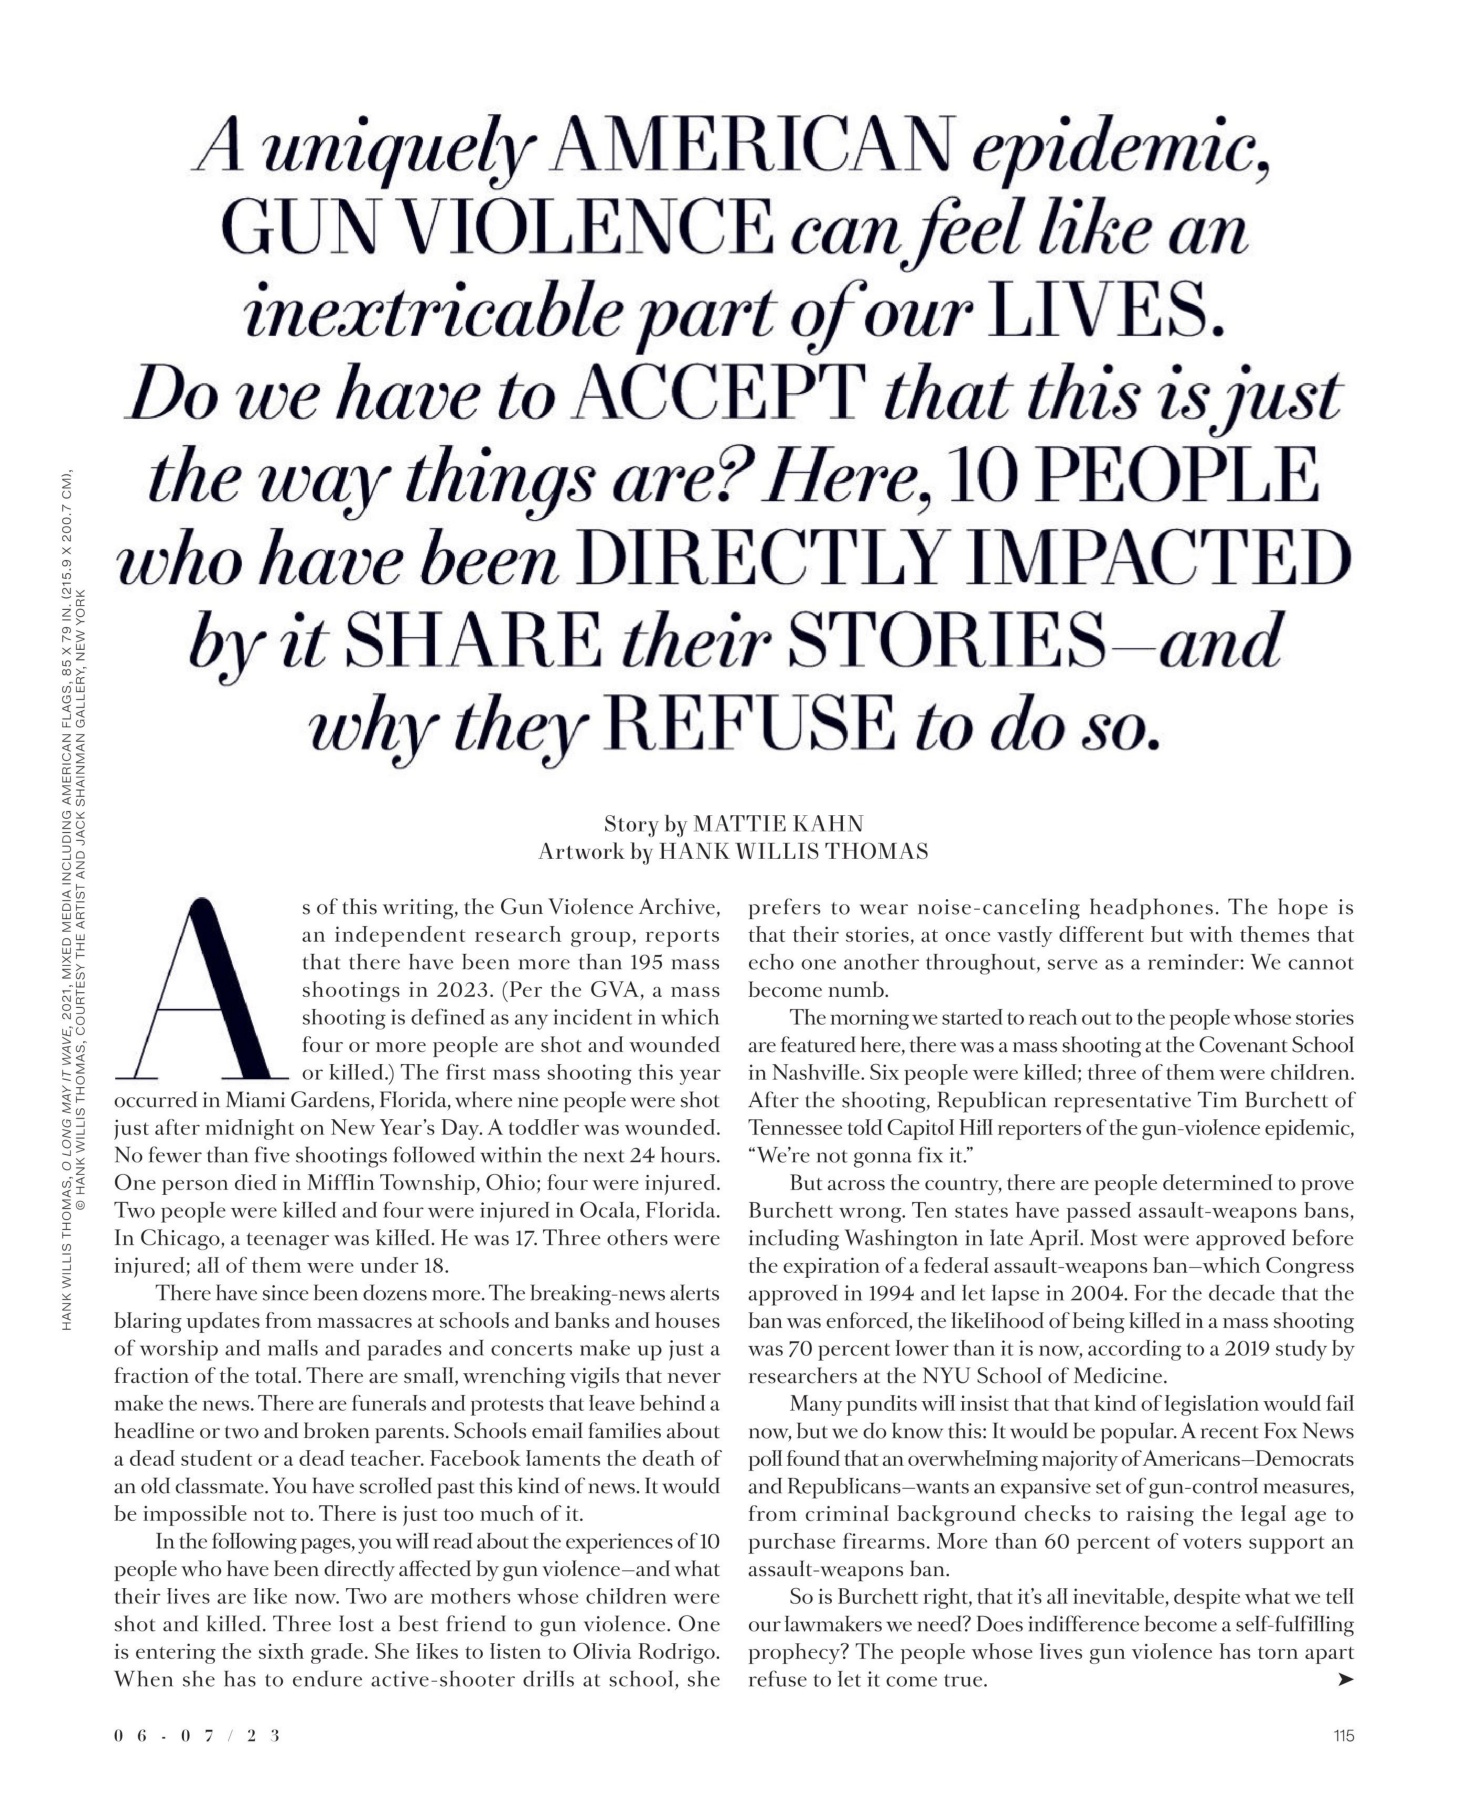 A uniquely AMERICAN epidemic,
GUN VIOLENCE can feel like an
inextricable part of our LIVES.
Do we have to ACCEPT that this is just
the way things are? Here, 10 PEOPLE
who have been DIRECTLY IMPACTED
by it SHARE their STORIES—and
why they REFUSE to do so.
Story by MATTIE KAHN
Artwork by HANK WILLIS THOMAS
As of this writing, the Gun Violence Archive,
an independent research group, reports
that there have been more than 195 mass
shootings in 2023. (Per the GVA, a mass
shooting is defined as any incident in which
four or more people are shot and wounded
or killed.) The first mass shooting this year
occurred in Miami Gardens, Florida, where nine people were shot
just after midnight on New Year’s Day. A toddler was wounded.
No fewer than five shootings followed within the next 24 hours.
One person died in Mifflin Township, Ohio; four were injured.
Two people were killed and four were injured in Ocala, Florida.
In Chicago, a teenager was killed. He was 17. Three others were
injured; all of them were under 18.
There have since been dozens more. The breaking-news alerts
blaring updates from massacres at schools and banks and houses
of worship and malls and parades and concerts make up just a
fraction of the total. There are small, wrenching vigils that never
make the news. There are funerals and protests that leave behind a
headline or two and broken parents. Schools email families about
a dead student or a dead teacher. Facebook laments the death of
an old classmate. You have scrolled past this kind of news. It would
be impossible not to. There is just too much of it.
In the following pages, you will read about the experiences of 10
people who have been directly affected by gun violence—and what
their lives are like now. Two are mothers whose children were
shot and killed. Three lost a best friend to gun violence. One
is entering the sixth grade. She likes to listen to Olivia Rodrigo.
When she has to endure active-shooter drills at school, she
prefers to wear noise-canceling headphones. The hope is
that their stories, at once vastly different but with themes that
echo one another throughout, serve as a reminder: We cannot
become numb.
The morning we started to reach out to the people whose stories
are featured here, there was a mass shooting at the Covenant School
in Nashville. Six people were killed; three of them were children.
After the shooting, Republican representative Tim Burchett of
Tennessee told Capitol Hill reporters of the gun-violence epidemic,
“We’re not gonna fix it.”
But across the country, there are people determined to prove
Burchett wrong. Ten states have passed assault-weapons bans,
including Washington in late April. Most were approved before
the expiration of a federal assault-weapons ban—which Congress
approved in 1994 and let lapse in 2004. For the decade that the
ban was enforced, the likelihood of being killed in a mass shooting
was 70 percent lower than it is now, according to a 2019 study by
researchers at the NYU School of Medicine.
Many pundits will insist that that kind of legislation would fail
now, but we do know this: It would be popular. A recent Fox News
poll found that an overwhelming majority of Americans—Democrats
and Republicans—wants an expansive set of gun-control measures,
from criminal background checks to raising the legal age to
purchase firearms. More than 60 percent of voters support an
assault-weapons ban.
So is Burchett right, that it’s all inevitable, despite what we tell
our lawmakers we need? Does indifference become a self-fulfilling
prophecy? The people whose lives gun violence has torn apart
refuse to let it come true. ➤
HANK WILLIS THOMAS, O LONG MAY IT WAVE, 2021, MIXED MEDIA INCLUDING AMERICAN FLAGS, 85 X 79 IN. (215.9 X 200.7 CM),
© HANK WILLIS THOMAS, COURTESY THE ARTIST AND JACK SHAINMAN GALLERY, NEW YORK
06-07/23
115